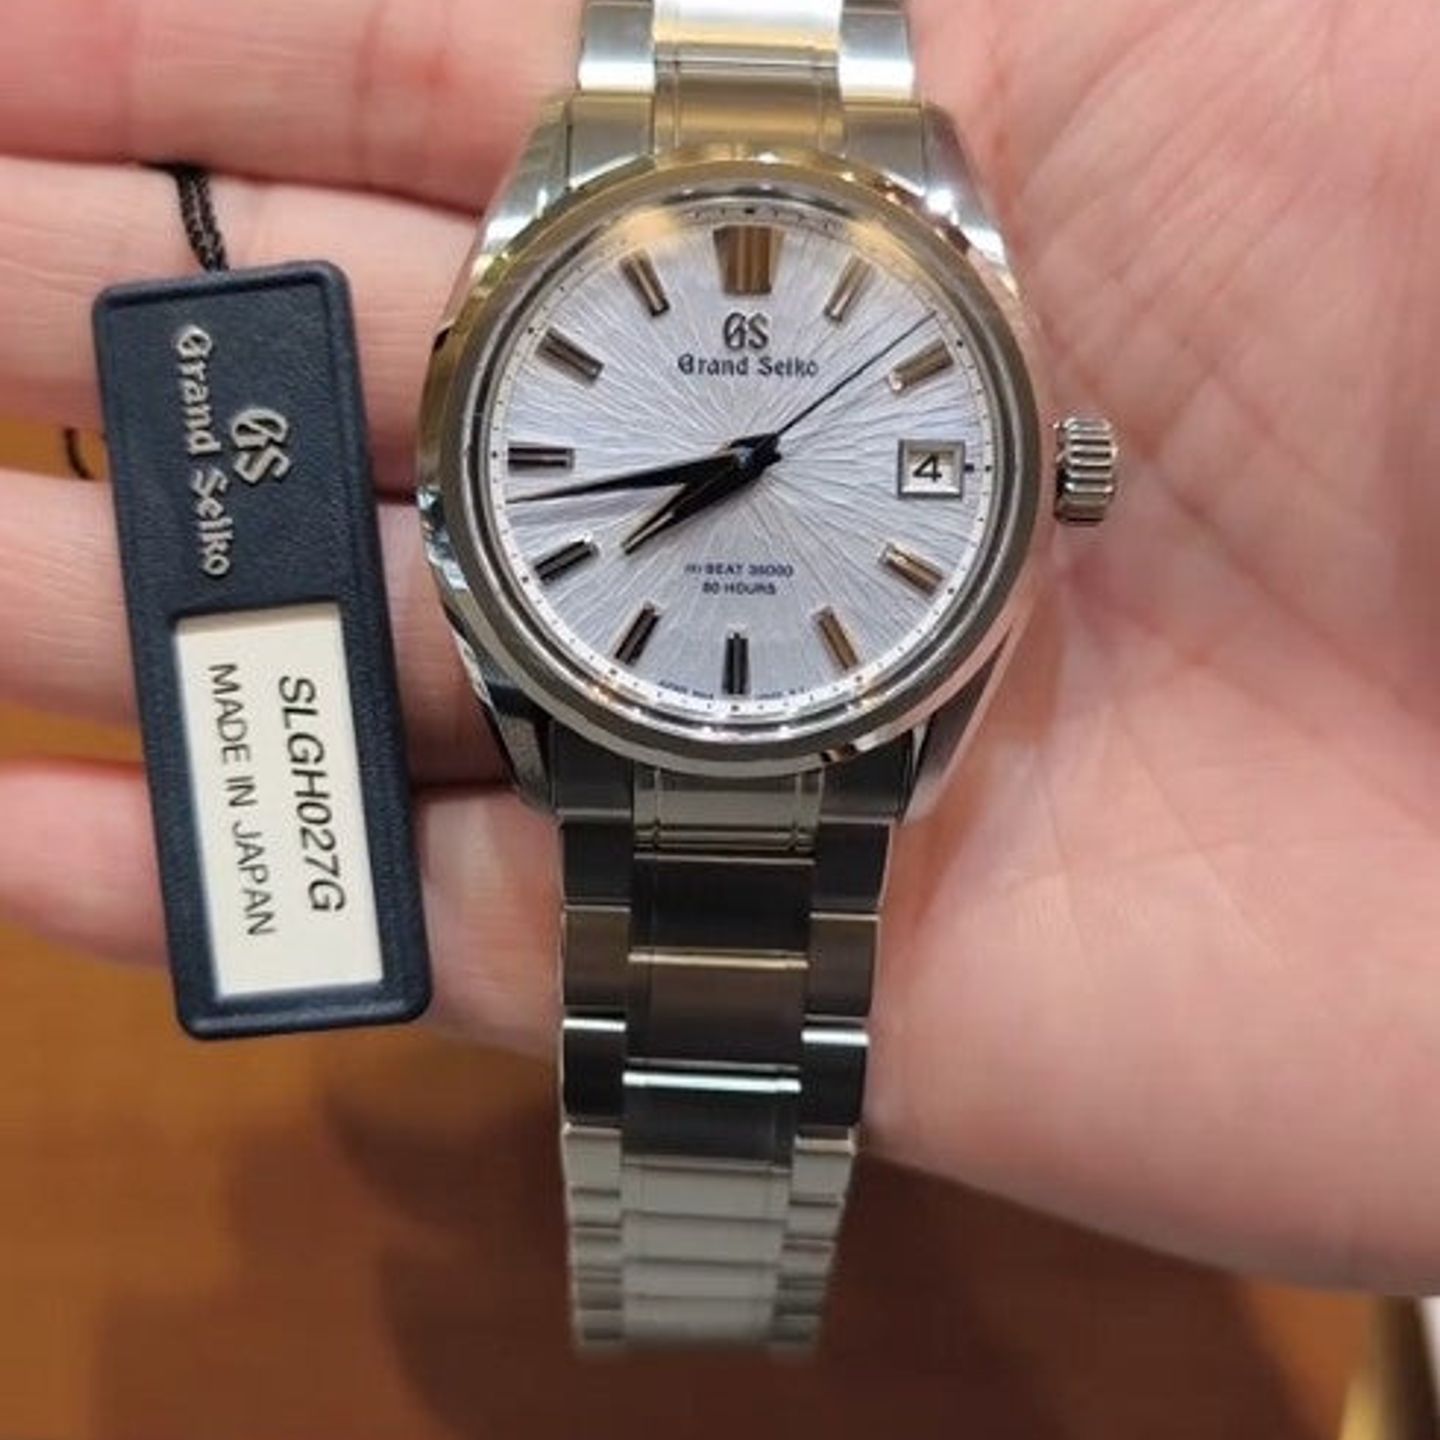 GS
Grand Seiko
SLGH027G
MADE IN JAPAN
GS
Grand Seiko
4
HI-BEAT 36000
80 HOURS